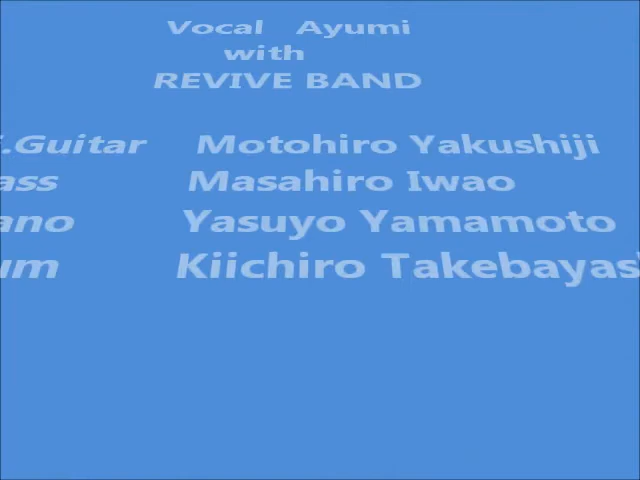 Vocal Ayumi
with
REVIVE BAND
.Guitar Motohiro Yakushiji
ass Masahiro Iwao
ano Yasuyo Yamamoto
um Kiichiro Takebayas